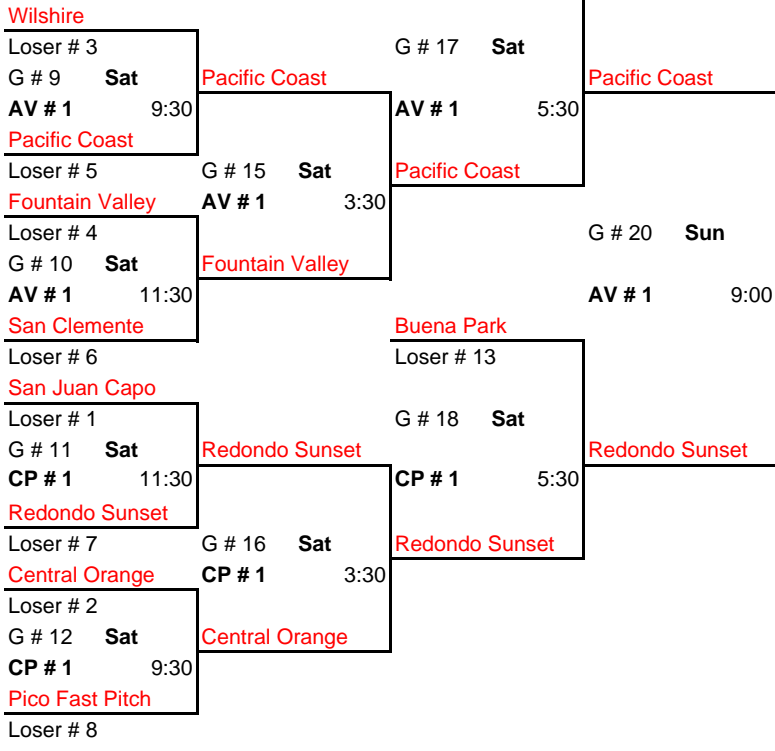 Wilshire
Loser # 3 G # 17 Sat
G # 9 Sat Pacific Coast Pacific Coast
AV # 1 9:30 AV # 1 5:30
Pacific Coast
Loser # 5 G # 15 Sat Pacific Coast
Fountain Valley AV # 1 3:30
Loser # 4 G # 20 Sun
G # 10 Sat Fountain Valley
AV # 1 11:30 AV # 1 9:00
San Clemente Buena Park
Loser # 6 Loser # 13
San Juan Capo
Loser # 1 G # 18 Sat
G # 11 Sat Redondo Sunset Redondo Sunset
CP # 1 11:30 CP # 1 5:30
Redondo Sunset
Loser # 7 G # 16 Sat Redondo Sunset
Central Orange CP # 1 3:30
Loser # 2
G # 12 Sat Central Orange
CP # 1 9:30
Pico Fast Pitch
Loser # 8